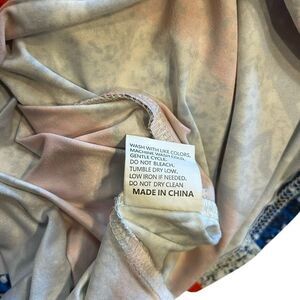 WASH WITH LIKE COLORS.
MACHINE WASH COLD,
GENTLE CYCLE.
DO NOT BLEACH.
TUMBLE DRY LOW.
LOW IRON IF NEEDED.
DO NOT DRY CLEAN
MADE IN CHINA